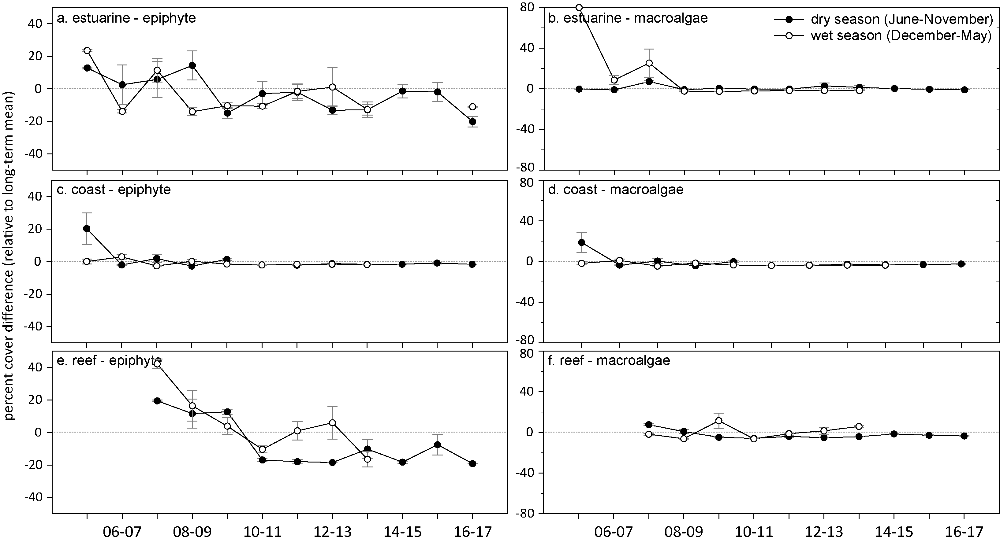 percent cover difference (relative to long-term mean)
a. estuarine - epiphyte
40
20
0
-20
-40
b. estuarine - macroalgae
dry season (June-November)
wet season (December-May)
80
40
0
-40
-80
c. coast - epiphyte
40
20
0
-20
-40
d. coast - macroalgae
80
40
0
-40
-80
e. reef - epiphyte
40
20
0
-20
-40
f. reef - macroalgae
80
40
0
-40
-80
06-07 08-09 10-11 12-13 14-15 16-17
06-07 08-09 10-11 12-13 14-15 16-17